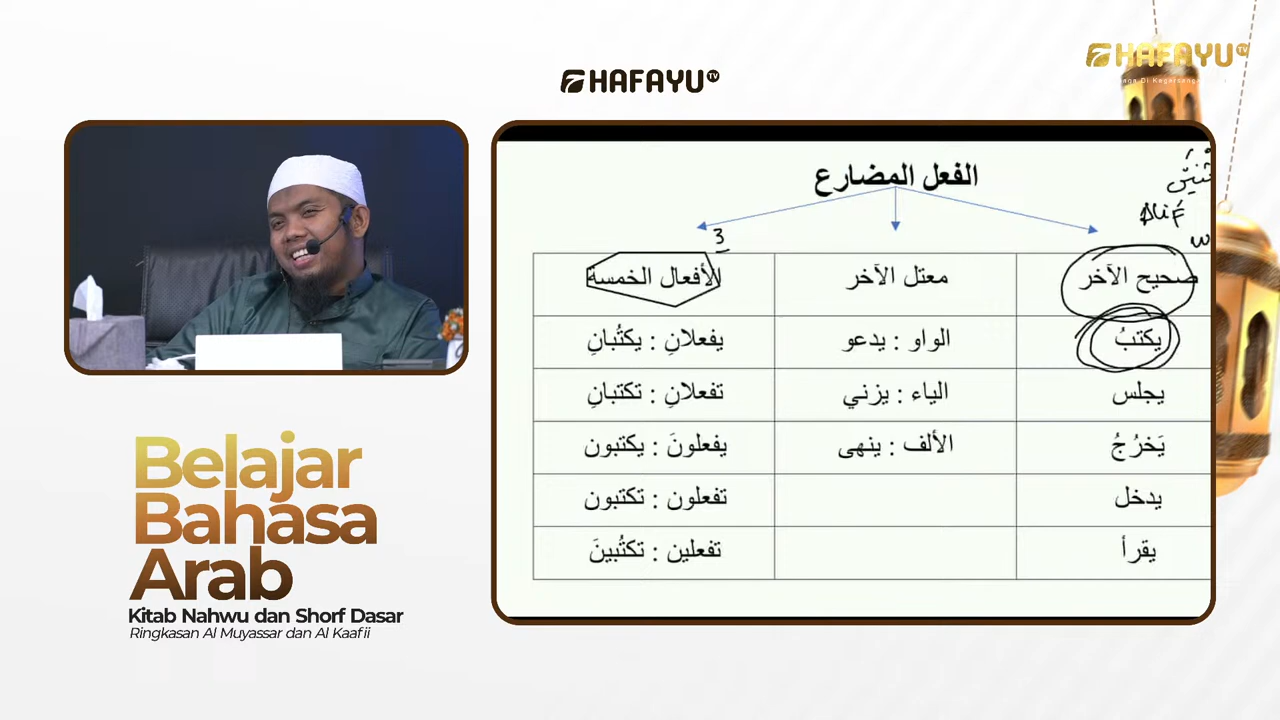 HAFAYU TV
HAFAYU TV
الفعل المضارع
Alif
3
صحيح الآخر
معتل الآخر
الأفعال الخمسة
يكتبُ
الواو : يدعو
يفعلانِ : يكتُبانِ
يجلس
الياء : يزني
تفعلانِ : تكتبانِ
يَخرُجُ
الألف : ينهى
يفعلونَ : يكتبون
يدخل
تفعلون : تكتبون
يقرأ
تفعلين : تكتُبينَ
Belajar
Bahasa
Arab
Kitab Nahwu dan Shorf Dasar
Ringkasan Al Muyassar dan Al Kaafii